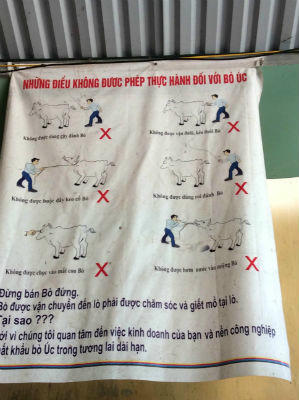 NHỮNG ĐIỀU KHÔNG ĐƯỢC PHÉP THỰC HÀNH ĐỐI VỚI BÒ ÚC
Không được dùng gậy đánh Bò
Không được vặn đuôi, kéo đuôi Bò
Không được buộc dây kéo cổ Bò
Không được dùng roi đánh Bò
Không được chọc vào mắt con Bò
Không được bơm nước vào miệng Bò
Đừng bán Bò đứng.
Bò được vận chuyển đến lò phải được chăm sóc và giết mổ tại lò.
Tại sao ???
vì chúng tôi quan tâm đến việc kinh doanh của bạn và nền công nghiệp
khẩu bò Úc trong tương lai dài hạn.